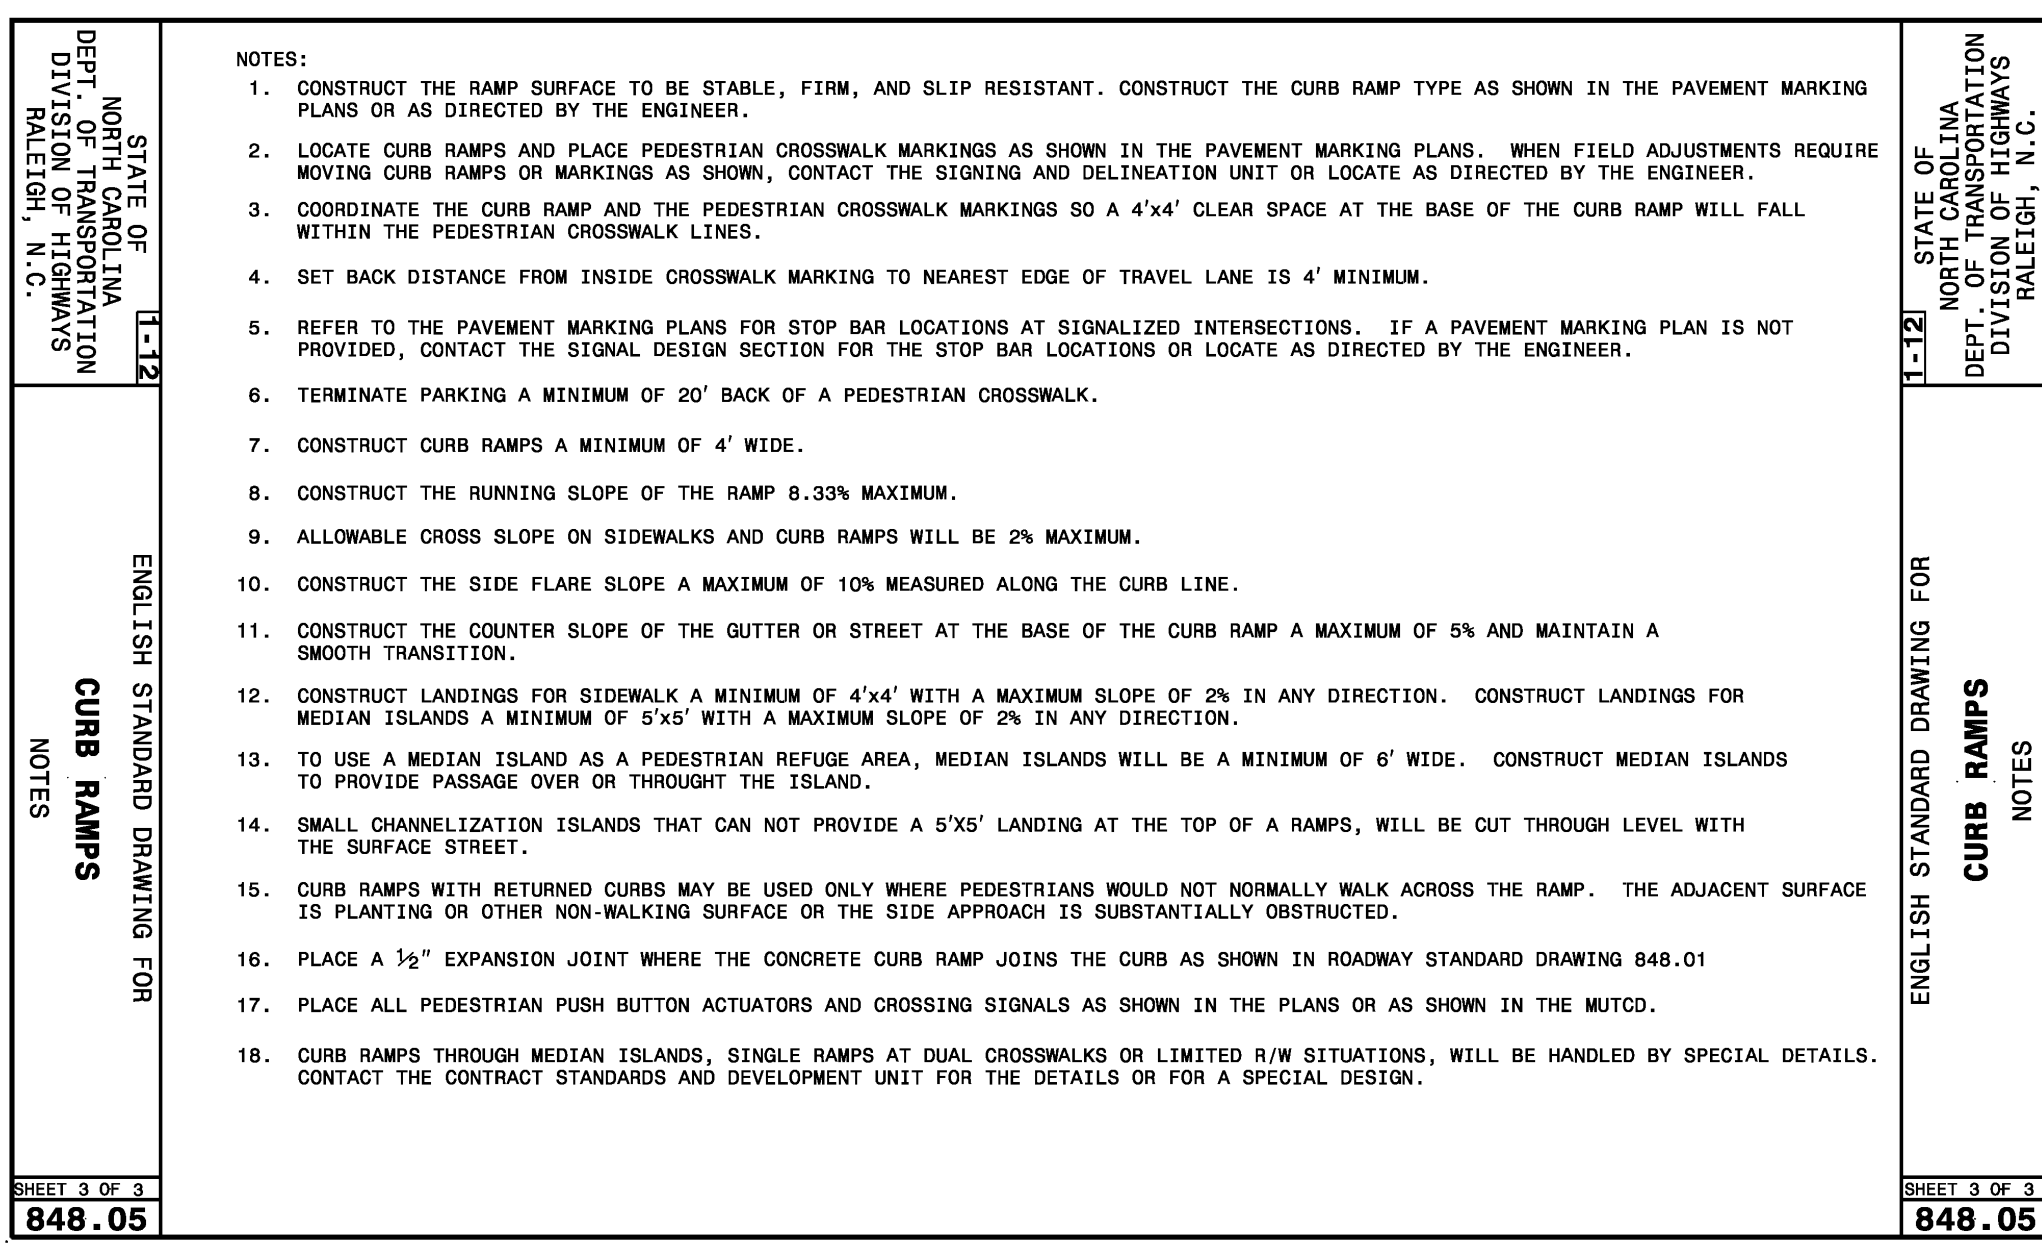 STATE OF
NORTH CAROLINA
DEPT. OF TRANSPORTATION
DIVISION OF HIGHWAYS
RALEIGH, N.C.
1-12
ENGLISH STANDARD DRAWING FOR
CURB RAMPS
NOTES
SHEET 3 OF 3
848.05
NOTES:
1. CONSTRUCT THE RAMP SURFACE TO BE STABLE, FIRM, AND SLIP RESISTANT. CONSTRUCT THE CURB RAMP TYPE AS SHOWN IN THE PAVEMENT MARKING
PLANS OR AS DIRECTED BY THE ENGINEER.
2. LOCATE CURB RAMPS AND PLACE PEDESTRIAN CROSSWALK MARKINGS AS SHOWN IN THE PAVEMENT MARKING PLANS. WHEN FIELD ADJUSTMENTS REQUIRE
MOVING CURB RAMPS OR MARKINGS AS SHOWN, CONTACT THE SIGNING AND DELINEATION UNIT OR LOCATE AS DIRECTED BY THE ENGINEER.
3. COORDINATE THE CURB RAMP AND THE PEDESTRIAN CROSSWALK MARKINGS SO A 4'x4' CLEAR SPACE AT THE BASE OF THE CURB RAMP WILL FALL
WITHIN THE PEDESTRIAN CROSSWALK LINES.
4. SET BACK DISTANCE FROM INSIDE CROSSWALK MARKING TO NEAREST EDGE OF TRAVEL LANE IS 4' MINIMUM.
5. REFER TO THE PAVEMENT MARKING PLANS FOR STOP BAR LOCATIONS AT SIGNALIZED INTERSECTIONS. IF A PAVEMENT MARKING PLAN IS NOT
PROVIDED, CONTACT THE SIGNAL DESIGN SECTION FOR THE STOP BAR LOCATIONS OR LOCATE AS DIRECTED BY THE ENGINEER.
6. TERMINATE PARKING A MINIMUM OF 20' BACK OF A PEDESTRIAN CROSSWALK.
7. CONSTRUCT CURB RAMPS A MINIMUM OF 4' WIDE.
8. CONSTRUCT THE RUNNING SLOPE OF THE RAMP 8.33% MAXIMUM.
9. ALLOWABLE CROSS SLOPE ON SIDEWALKS AND CURB RAMPS WILL BE 2% MAXIMUM.
10. CONSTRUCT THE SIDE FLARE SLOPE A MAXIMUM OF 10% MEASURED ALONG THE CURB LINE.
11. CONSTRUCT THE COUNTER SLOPE OF THE GUTTER OR STREET AT THE BASE OF THE CURB RAMP A MAXIMUM OF 5% AND MAINTAIN A
SMOOTH TRANSITION.
12. CONSTRUCT LANDINGS FOR SIDEWALK A MINIMUM OF 4'x4' WITH A MAXIMUM SLOPE OF 2% IN ANY DIRECTION. CONSTRUCT LANDINGS FOR
MEDIAN ISLANDS A MINIMUM OF 5'x5' WITH A MAXIMUM SLOPE OF 2% IN ANY DIRECTION.
13. TO USE A MEDIAN ISLAND AS A PEDESTRIAN REFUGE AREA, MEDIAN ISLANDS WILL BE A MINIMUM OF 6' WIDE. CONSTRUCT MEDIAN ISLANDS
TO PROVIDE PASSAGE OVER OR THROUGHT THE ISLAND.
14. SMALL CHANNELIZATION ISLANDS THAT CAN NOT PROVIDE A 5'X5' LANDING AT THE TOP OF A RAMPS, WILL BE CUT THROUGH LEVEL WITH
THE SURFACE STREET.
15. CURB RAMPS WITH RETURNED CURBS MAY BE USED ONLY WHERE PEDESTRIANS WOULD NOT NORMALLY WALK ACROSS THE RAMP. THE ADJACENT SURFACE
IS PLANTING OR OTHER NON-WALKING SURFACE OR THE SIDE APPROACH IS SUBSTANTIALLY OBSTRUCTED.
16. PLACE A ½" EXPANSION JOINT WHERE THE CONCRETE CURB RAMP JOINS THE CURB AS SHOWN IN ROADWAY STANDARD DRAWING 848.01
17. PLACE ALL PEDESTRIAN PUSH BUTTON ACTUATORS AND CROSSING SIGNALS AS SHOWN IN THE PLANS OR AS SHOWN IN THE MUTCD.
18. CURB RAMPS THROUGH MEDIAN ISLANDS, SINGLE RAMPS AT DUAL CROSSWALKS OR LIMITED R/W SITUATIONS, WILL BE HANDLED BY SPECIAL DETAILS.
CONTACT THE CONTRACT STANDARDS AND DEVELOPMENT UNIT FOR THE DETAILS OR FOR A SPECIAL DESIGN.
STATE OF
NORTH CAROLINA
DEPT. OF TRANSPORTATION
DIVISION OF HIGHWAYS
RALEIGH, N.C.
1-12
ENGLISH STANDARD DRAWING FOR
CURB RAMPS
NOTES
SHEET 3 OF 3
848.05